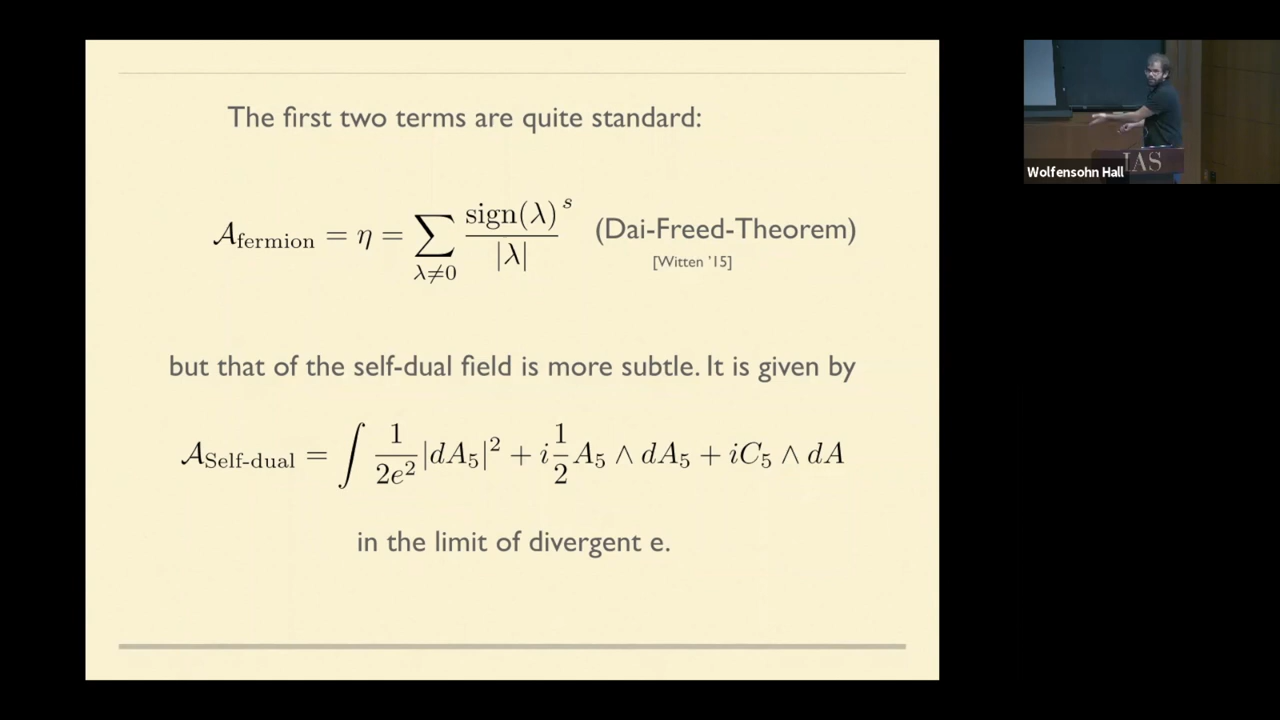 The first two terms are quite standard:
𝒜_fermion = η = ∑_{λ≠0} sign(λ)/|λ| ^s (Dai-Freed-Theorem)
[Witten '15]
but that of the self-dual field is more subtle. It is given by
𝒜_Self-dual = ∫ 1/(2e²) |dA₅|² + i 1/2 A₅ ∧ dA₅ + iC₅ ∧ dA
in the limit of divergent e.
IAS
Wolfensohn Hall